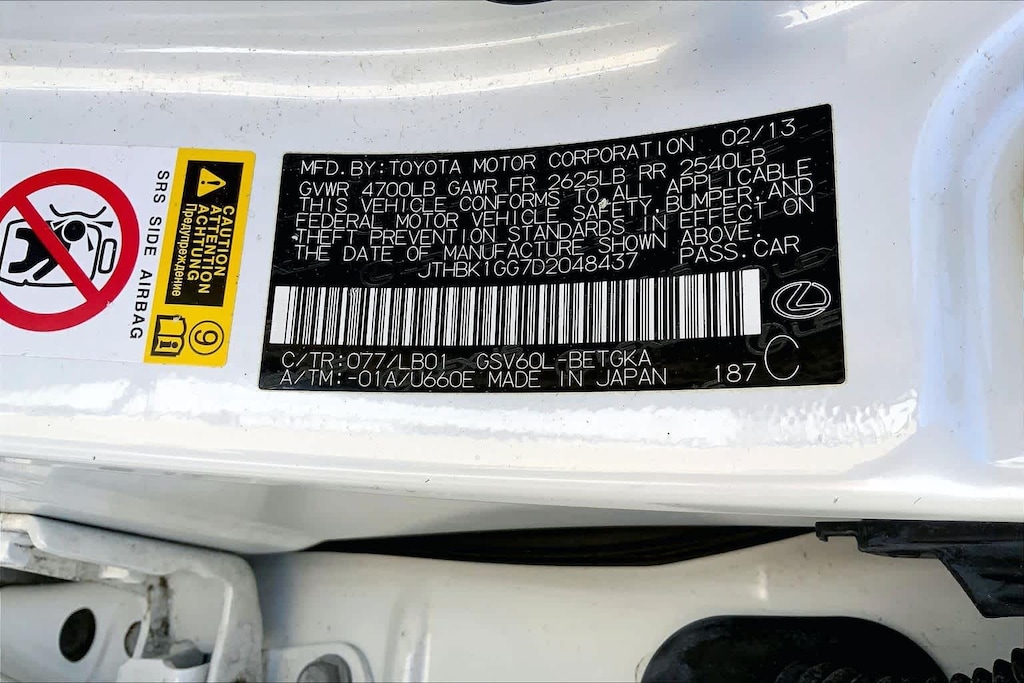 MFD.BY:TOYOTA MOTOR CORPORATION 02/13
GVWR 4700LB GAWR FR 2625LB RR 2540LB
THIS VEHICLE CONFORMS TO ALL APPLICABLE
FEDERAL MOTOR VEHICLE SAFETY,BUMPER,AND
THEFT PREVENTION STANDARDS IN EFFECT ON
THE DATE OF MANUFACTURE SHOWN ABOVE.
JTHBK1GG7D2048437 PASS.CAR
C/TR:077/LB01 GSV60L-BETGKA
A/TM:-01A/U660E MADE IN JAPAN 187 C
SRS SIDE AIRBAG
CAUTION
ATTENTION
ACHTUNG
Предупреждение
9